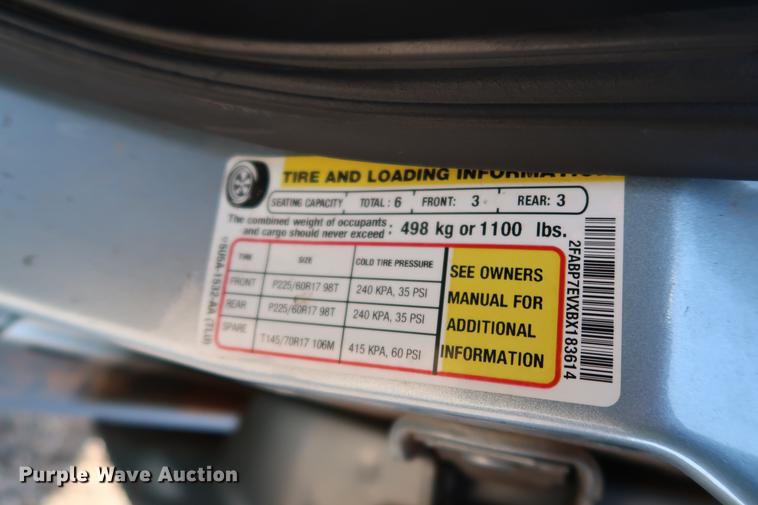 TIRE AND LOADING INFORMATION
SEATING CAPACITY TOTAL : 6 FRONT: 3 REAR: 3
The combined weight of occupants and cargo should never exceed : 498 kg or 1100 lbs.
TIRE SIZE COLD TIRE PRESSURE
FRONT P225/60R17 98T 240 KPA, 35 PSI
REAR P225/60R17 98T 240 KPA, 35 PSI
SPARE T145/70R17 106M 415 KPA, 60 PSI
SEE OWNERS
MANUAL FOR
ADDITIONAL
INFORMATION
2FABP7EVXBX183614
Purple Wave Auction